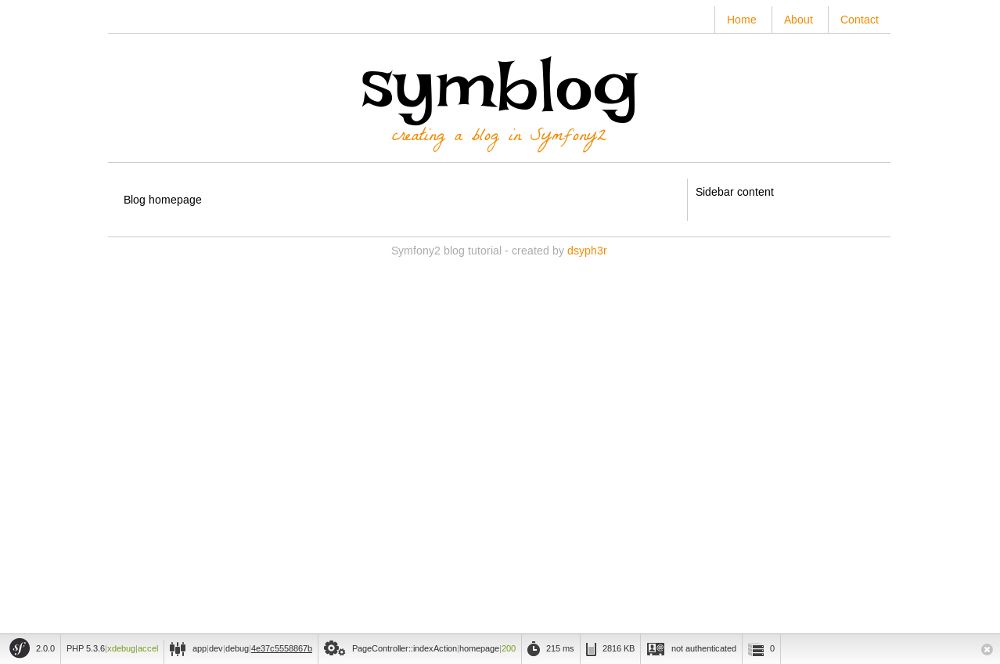 Home About Contact
symblog
creating a blog in Symfony2
Blog homepage
Sidebar content
Symfony2 blog tutorial - created by dsyph3r
sf 2.0.0 PHP 5.3.6|xdebug|accel app|dev|debug|4e37c5558867b PageController::indexAction|homepage|200 215 ms 2816 KB not authenticated 0